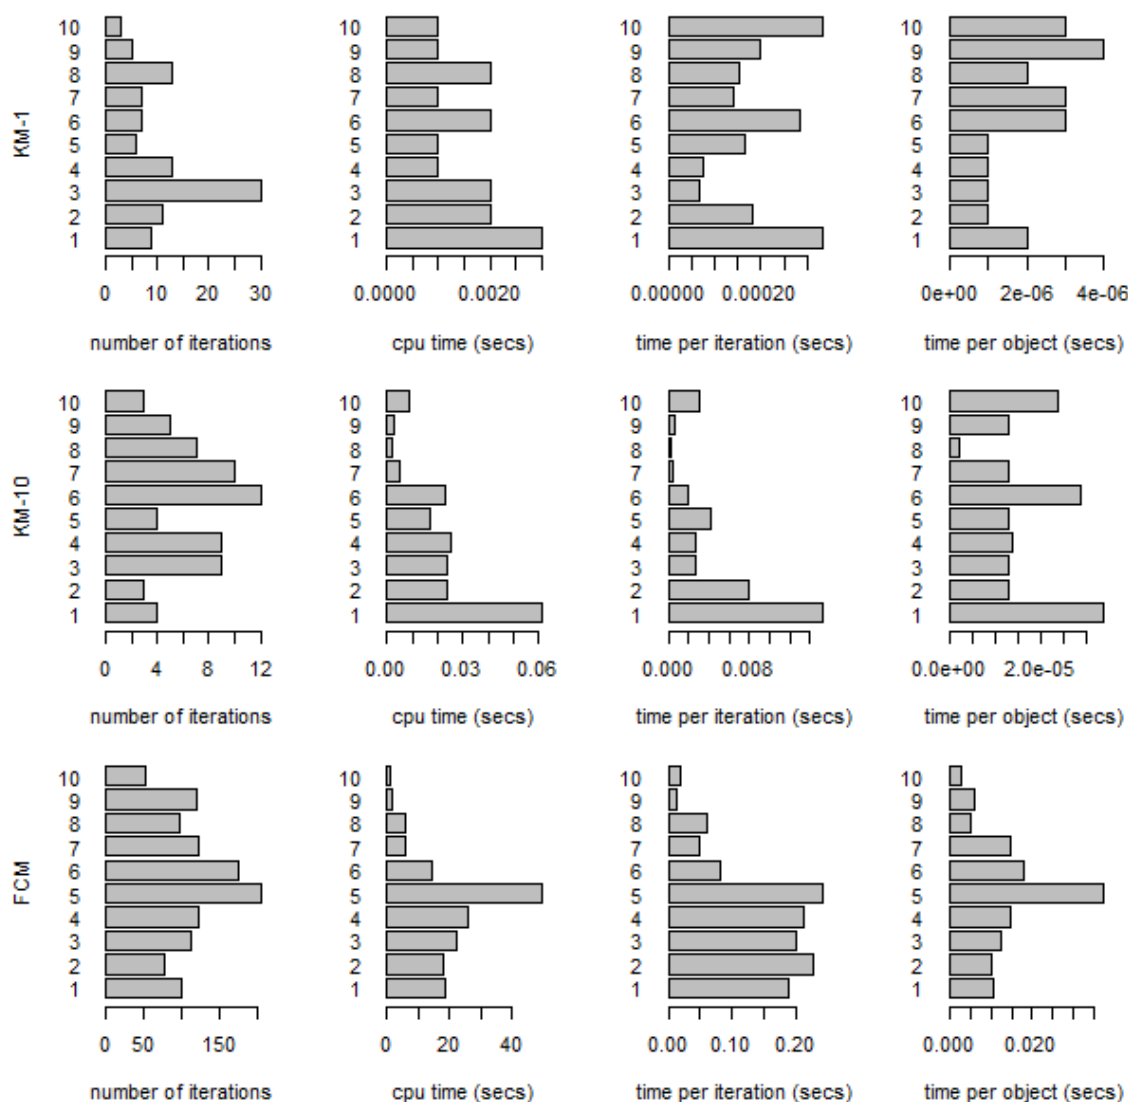 KM-1
10 10 10 10
9 9 9 9
8 8 8 8
7 7 7 7
6 6 6 6
5 5 5 5
4 4 4 4
3 3 3 3
2 2 2 2
1 1 1 1
0 10 20 30 0.0000 0.0020 0.00000 0.00020 0e+00 2e-06 4e-06
number of iterations cpu time (secs) time per iteration (secs) time per object (secs)
KM-10
10 10 10 10
9 9 9 9
8 8 8 8
7 7 7 7
6 6 6 6
5 5 5 5
4 4 4 4
3 3 3 3
2 2 2 2
1 1 1 1
0 4 8 12 0.00 0.03 0.06 0.000 0.008 0.0e+00 2.0e-05
number of iterations cpu time (secs) time per iteration (secs) time per object (secs)
FCM
10 10 10 10
9 9 9 9
8 8 8 8
7 7 7 7
6 6 6 6
5 5 5 5
4 4 4 4
3 3 3 3
2 2 2 2
1 1 1 1
0 50 150 0 20 40 0.00 0.10 0.20 0.000 0.020
number of iterations cpu time (secs) time per iteration (secs) time per object (secs)